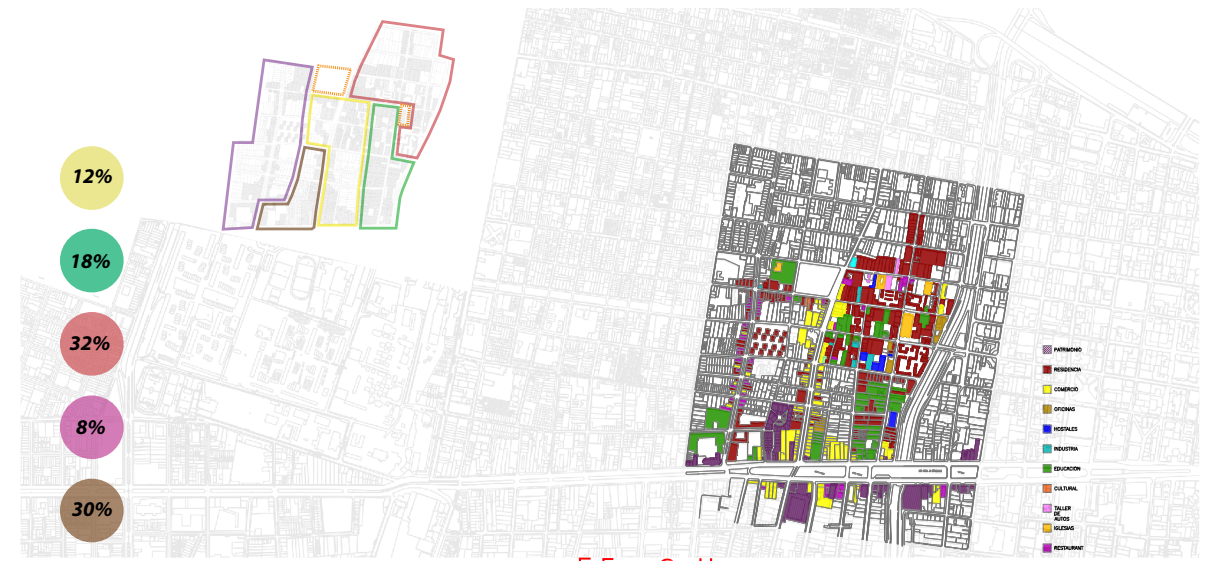 12%
18%
32%
8%
30%
PATRIMONIO
RESIDENCIA
COMERCIO
OFICINAS
HOSTALES
INDUSTRIA
EDUCACION
CULTURAL
TALLER
DE
AUTOS
IGLESIAS
RESTAURANT